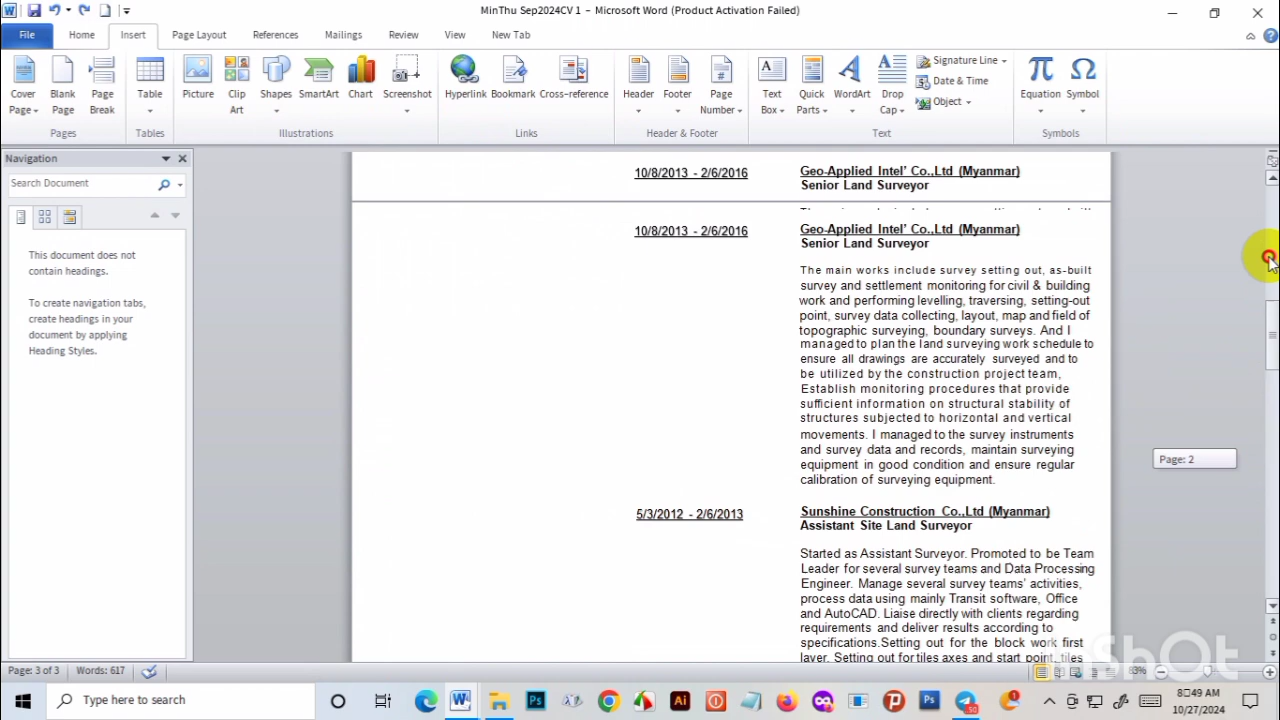 MinThu Sep2024CV 1 - Microsoft Word (Product Activation Failed)
File Home Insert Page Layout References Mailings Review View New Tab
Cover Page Blank Page Page Break Table Picture Clip Art Shapes SmartArt Chart Screenshot Hyperlink Bookmark Cross-reference Header Footer Page Number Text Box Quick Parts WordArt Drop Cap Signature Line Date & Time Object Equation Symbol
Pages Tables Illustrations Links Header & Footer Text Symbols
Navigation
Search Document
This document does
not contain headings.
To create navigation tabs,
create headings in your
document by applying
Heading Styles.
10/8/2013 - 2/6/2016 Geo-Applied Intel' Co.,Ltd (Myanmar)
Senior Land Surveyor
10/8/2013 - 2/6/2016 Geo-Applied Intel' Co.,Ltd (Myanmar)
Senior Land Surveyor
The main works include survey setting out, as-built
survey and settlement monitoring for civil & building
work and performing levelling, traversing, setting-out
point, survey data collecting, layout, map and field of
topographic surveying, boundary surveys. And I
managed to plan the land surveying work schedule to
ensure all drawings are accurately surveyed and to
be utilized by the construction project team,
Establish monitoring procedures that provide
sufficient information on structural stability of
structures subjected to horizontal and vertical
movements. I managed to the survey instruments
and survey data and records, maintain surveying
equipment in good condition and ensure regular
calibration of surveying equipment.
Page: 2
5/3/2012 - 2/6/2013 Sunshine Construction Co.,Ltd (Myanmar)
Assistant Site Land Surveyor
Started as Assistant Surveyor. Promoted to be Team
Leader for several survey teams and Data Processing
Engineer. Manage several survey teams' activities,
process data using mainly Transit software, Office
and AutoCAD. Liaise directly with clients regarding
requirements and deliver results according to
specifications.Setting out for the block work first
layer. Setting out for tiles axes and start point, tiles
InShOt
Page: 3 of 3 Words: 617 83%
Type here to search
8:49 AM
10/27/2024